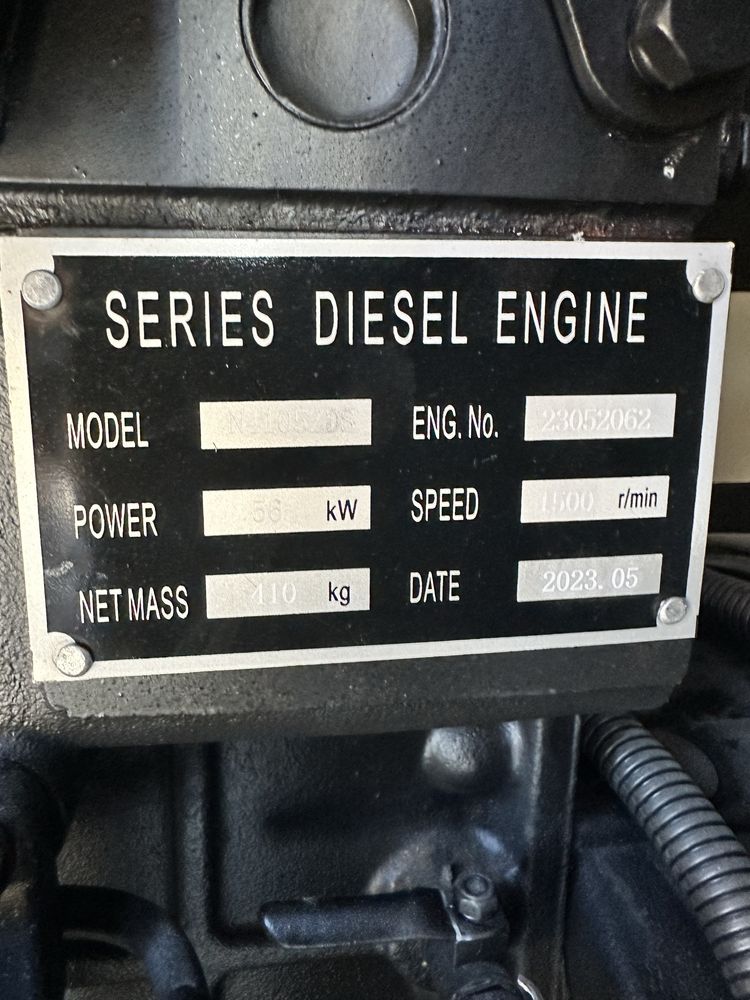 SERIES DIESEL ENGINE
MODEL ENG. No. 23052062
POWER 56 kW SPEED 1500 r/min
NET MASS 410 kg DATE 2023. 05